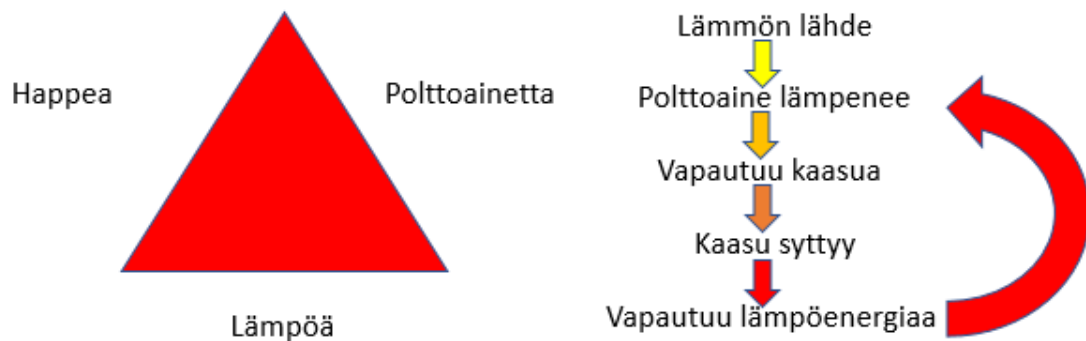 Happea
Polttoainetta
Lämpöä
Lämmön lähde
Polttoaine lämpenee
Vapautuu kaasua
Kaasu syttyy
Vapautuu lämpöenergiaa